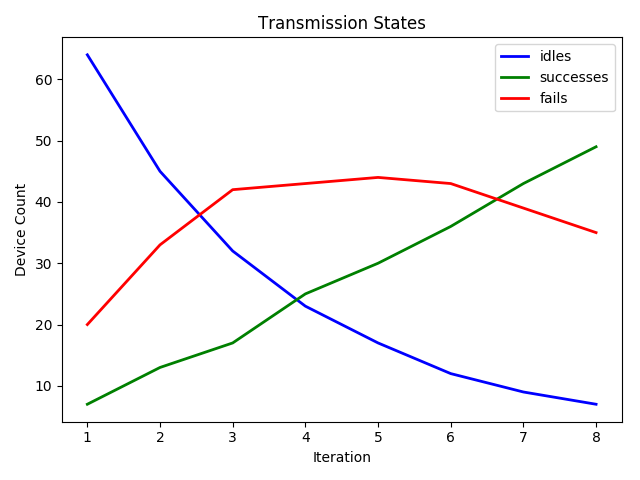 Transmission States
idles
successes
fails
60
50
40
30
20
10
Device Count
1 2 3 4 5 6 7 8
Iteration